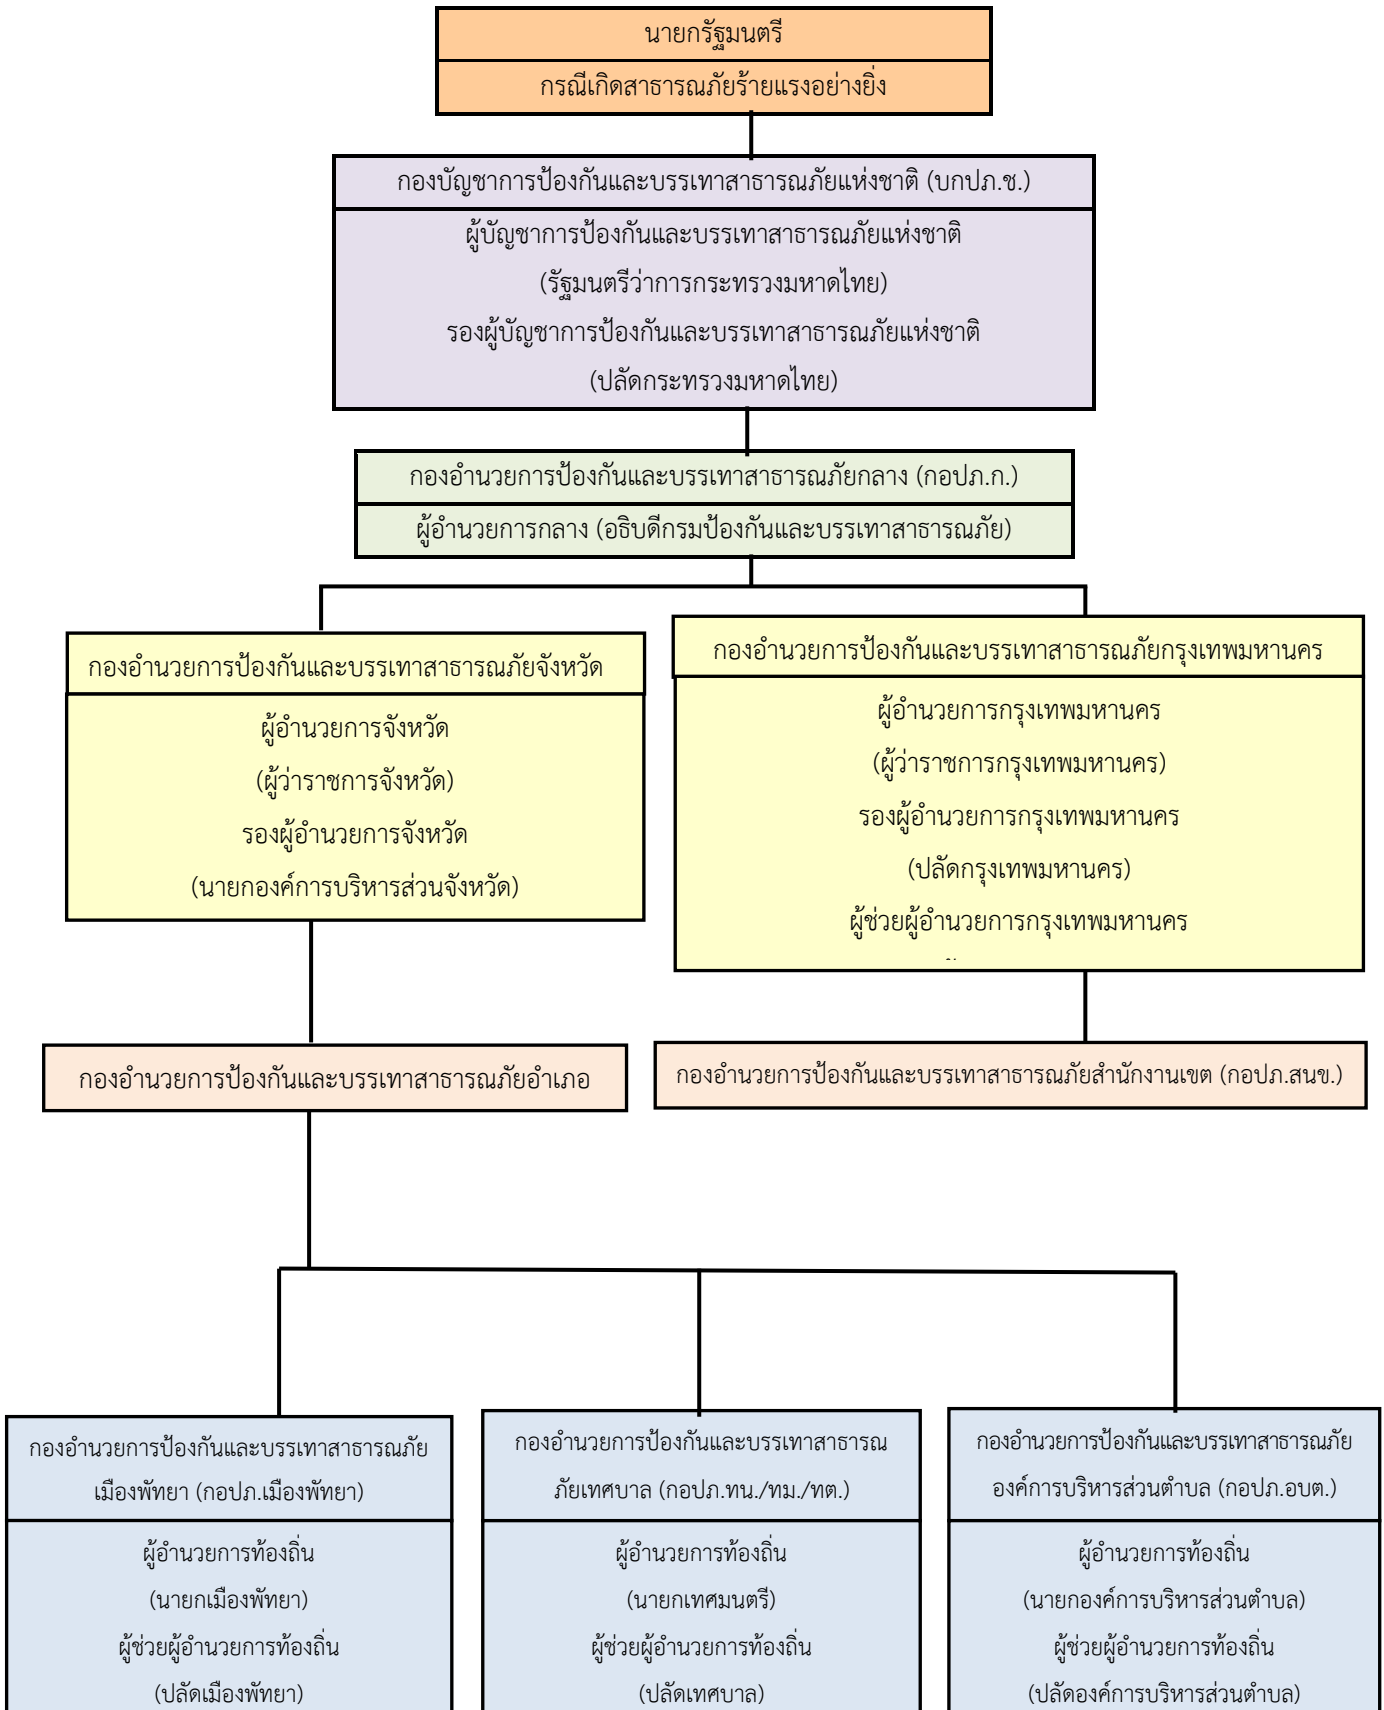 นายกรัฐมนตรี
กรณีเกิดสาธารณภัยร้ายแรงอย่างยิ่ง
กองบัญชาการป้องกันและบรรเทาสาธารณภัยแห่งชาติ (บกปภ.ช.)
ผู้บัญชาการป้องกันและบรรเทาสาธารณภัยแห่งชาติ
(รัฐมนตรีว่าการกระทรวงมหาดไทย)
รองผู้บัญชาการป้องกันและบรรเทาสาธารณภัยแห่งชาติ
(ปลัดกระทรวงมหาดไทย)
กองอำนวยการป้องกันและบรรเทาสาธารณภัยกลาง (กอปภ.ก.)
ผู้อำนวยการกลาง (อธิบดีกรมป้องกันและบรรเทาสาธารณภัย)
กองอำนวยการป้องกันและบรรเทาสาธารณภัยจังหวัด
ผู้อำนวยการจังหวัด
(ผู้ว่าราชการจังหวัด)
รองผู้อำนวยการจังหวัด
(นายกองค์การบริหารส่วนจังหวัด)
กองอำนวยการป้องกันและบรรเทาสาธารณภัยกรุงเทพมหานคร
ผู้อำนวยการกรุงเทพมหานคร
(ผู้ว่าราชการกรุงเทพมหานคร)
รองผู้อำนวยการกรุงเทพมหานคร
(ปลัดกรุงเทพมหานคร)
ผู้ช่วยผู้อำนวยการกรุงเทพมหานคร
กองอำนวยการป้องกันและบรรเทาสาธารณภัยอำเภอ
กองอำนวยการป้องกันและบรรเทาสาธารณภัยสำนักงานเขต (กอปภ.สนข.)
กองอำนวยการป้องกันและบรรเทาสาธารณภัย
เมืองพัทยา (กอปภ.เมืองพัทยา)
ผู้อำนวยการท้องถิ่น
(นายกเมืองพัทยา)
ผู้ช่วยผู้อำนวยการท้องถิ่น
(ปลัดเมืองพัทยา)
กองอำนวยการป้องกันและบรรเทาสาธารณ
ภัยเทศบาล (กอปภ.ทน./ทม./ทต.)
ผู้อำนวยการท้องถิ่น
(นายกเทศมนตรี)
ผู้ช่วยผู้อำนวยการท้องถิ่น
(ปลัดเทศบาล)
กองอำนวยการป้องกันและบรรเทาสาธารณภัย
องค์การบริหารส่วนตำบล (กอปภ.อบต.)
ผู้อำนวยการท้องถิ่น
(นายกองค์การบริหารส่วนตำบล)
ผู้ช่วยผู้อำนวยการท้องถิ่น
(ปลัดองค์การบริหารส่วนตำบล)